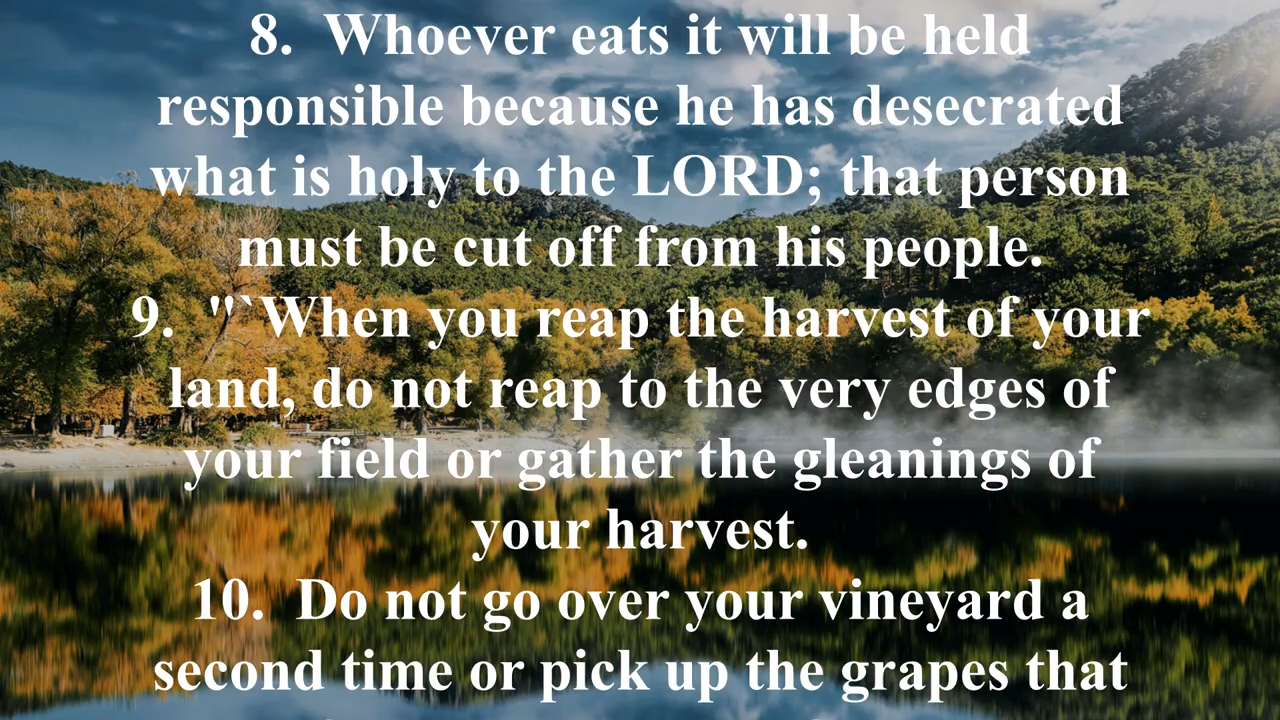 8.  Whoever eats it will be held
responsible because he has desecrated
what is holy to the LORD; that person
must be cut off from his people.
9.  "`When you reap the harvest of your
land, do not reap to the very edges of
your field or gather the gleanings of
your harvest.
10.  Do not go over your vineyard a
second time or pick up the grapes that